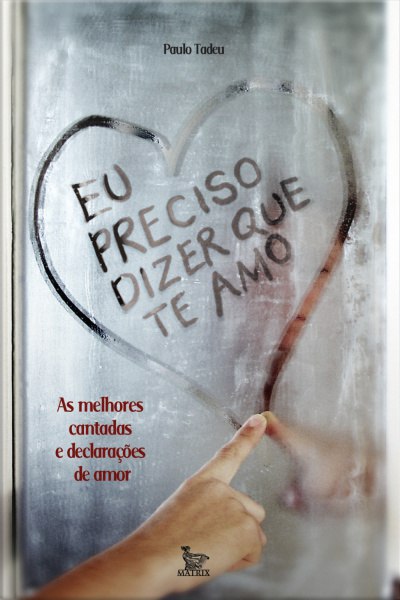 Paulo Tadeu
EU
PRECISO
DIZER QUE
TE AMO
As melhores
cantadas
e declarações
de amor
MATRIX